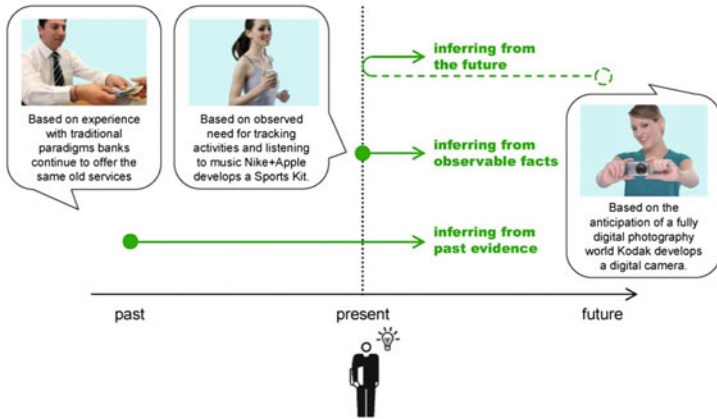 Based on experience
with traditional
paradigms banks
continue to offer the
same old services
Based on observed
need for tracking
activities and listening
to music Nike+Apple
develops a Sports Kit.
inferring from
the future
inferring from
observable facts
inferring from
past evidence
Based on the
anticipation of a fully
digital photography
world Kodak develops
a digital camera.
past
present
future